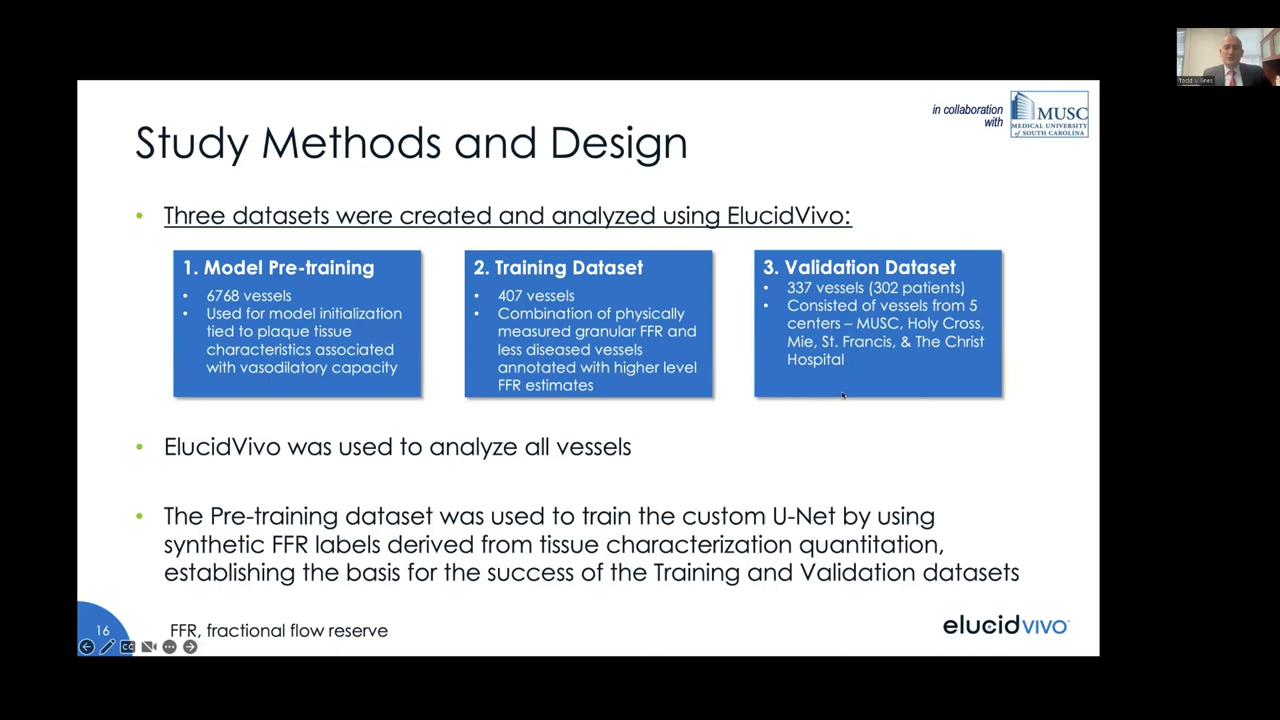 in collaboration
with
MUSC
MEDICAL UNIVERSITY
of SOUTH CAROLINA
Todd Villines
Study Methods and Design
• Three datasets were created and analyzed using ElucidVivo:
1. Model Pre-training
• 6768 vessels
• Used for model initialization
tied to plaque tissue
characteristics associated
with vasodilatory capacity
2. Training Dataset
• 407 vessels
• Combination of physically
measured granular FFR and
less diseased vessels
annotated with higher level
FFR estimates
3. Validation Dataset
• 337 vessels (302 patients)
• Consisted of vessels from 5
centers – MUSC, Holy Cross,
Mie, St. Francis, & The Christ
Hospital
• ElucidVivo was used to analyze all vessels
• The Pre-training dataset was used to train the custom U-Net by using
synthetic FFR labels derived from tissue characterization quantitation,
establishing the basis for the success of the Training and Validation datasets
16
FFR, fractional flow reserve
elucidvivo
CC